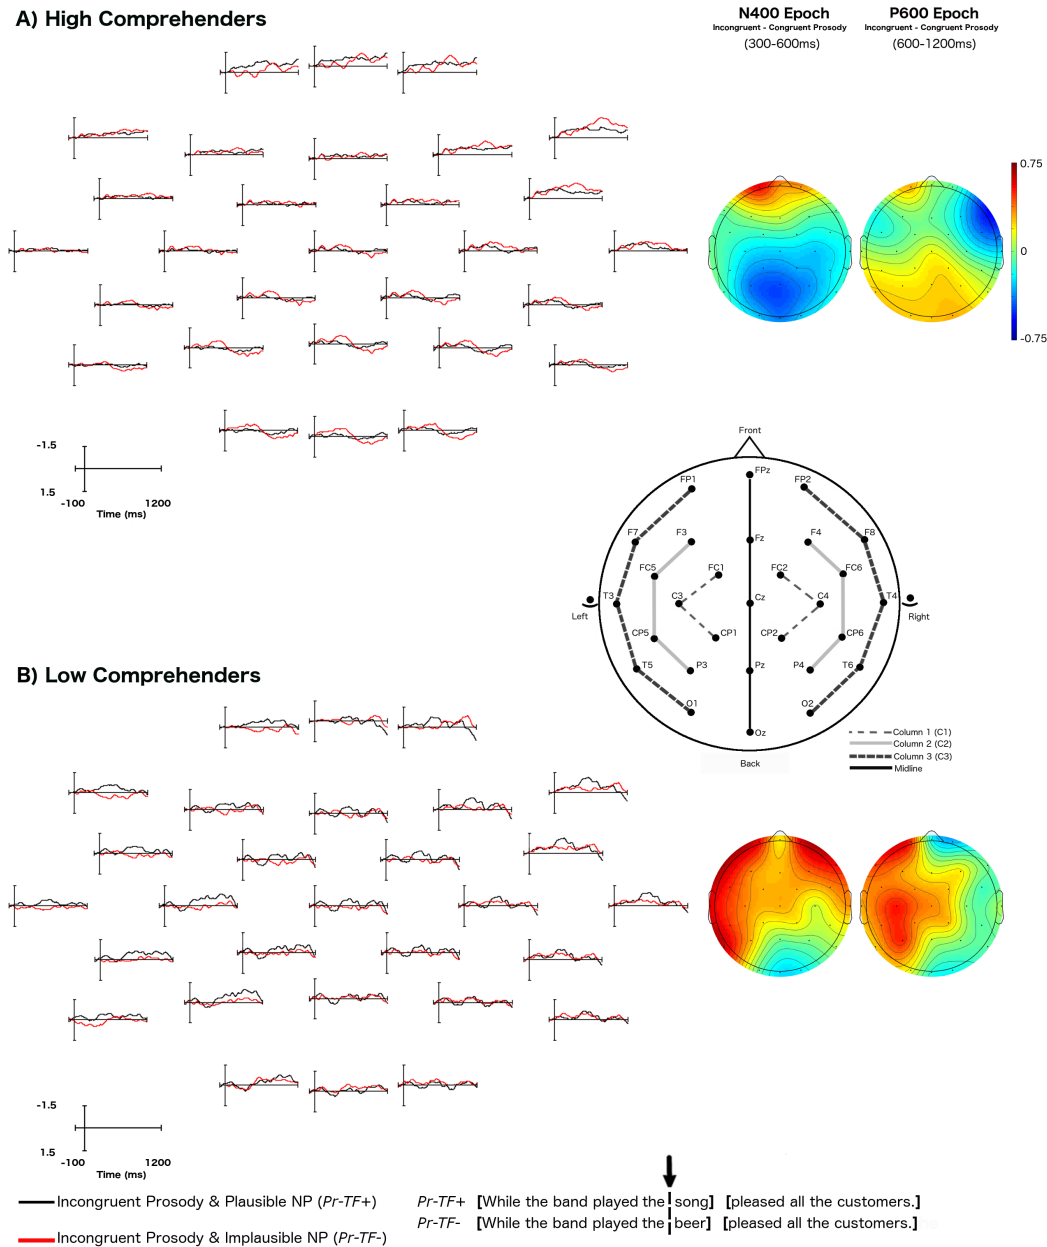 A) High Comprehenders
N400 Epoch
Incongruent - Congruent Prosody
(300-600ms)
P600 Epoch
Incongruent - Congruent Prosody
(600-1200ms)
0.75
0
-0.75
-1.5
1.5
-100 1200
Time (ms)
Front
FPz
FP1 FP2
F7 F3 Fz F4 F8
FC5 FC1 FC2 FC6
T3 C3 Cz C4 T4
Left Right
CP5 CP1 CP2 CP6
T5 P3 Pz P4 T6
O1 O2
Oz
Back
Column 1 (C1)
Column 2 (C2)
Column 3 (C3)
Midline
B) Low Comprehenders
-1.5
1.5
-100 1200
Time (ms)
Incongruent Prosody & Plausible NP (Pr-TF+)
Incongruent Prosody & Implausible NP (Pr-TF-)
Pr-TF+ [While the band played the song] [pleased all the customers.]
Pr-TF- [While the band played the beer] [pleased all the customers.]